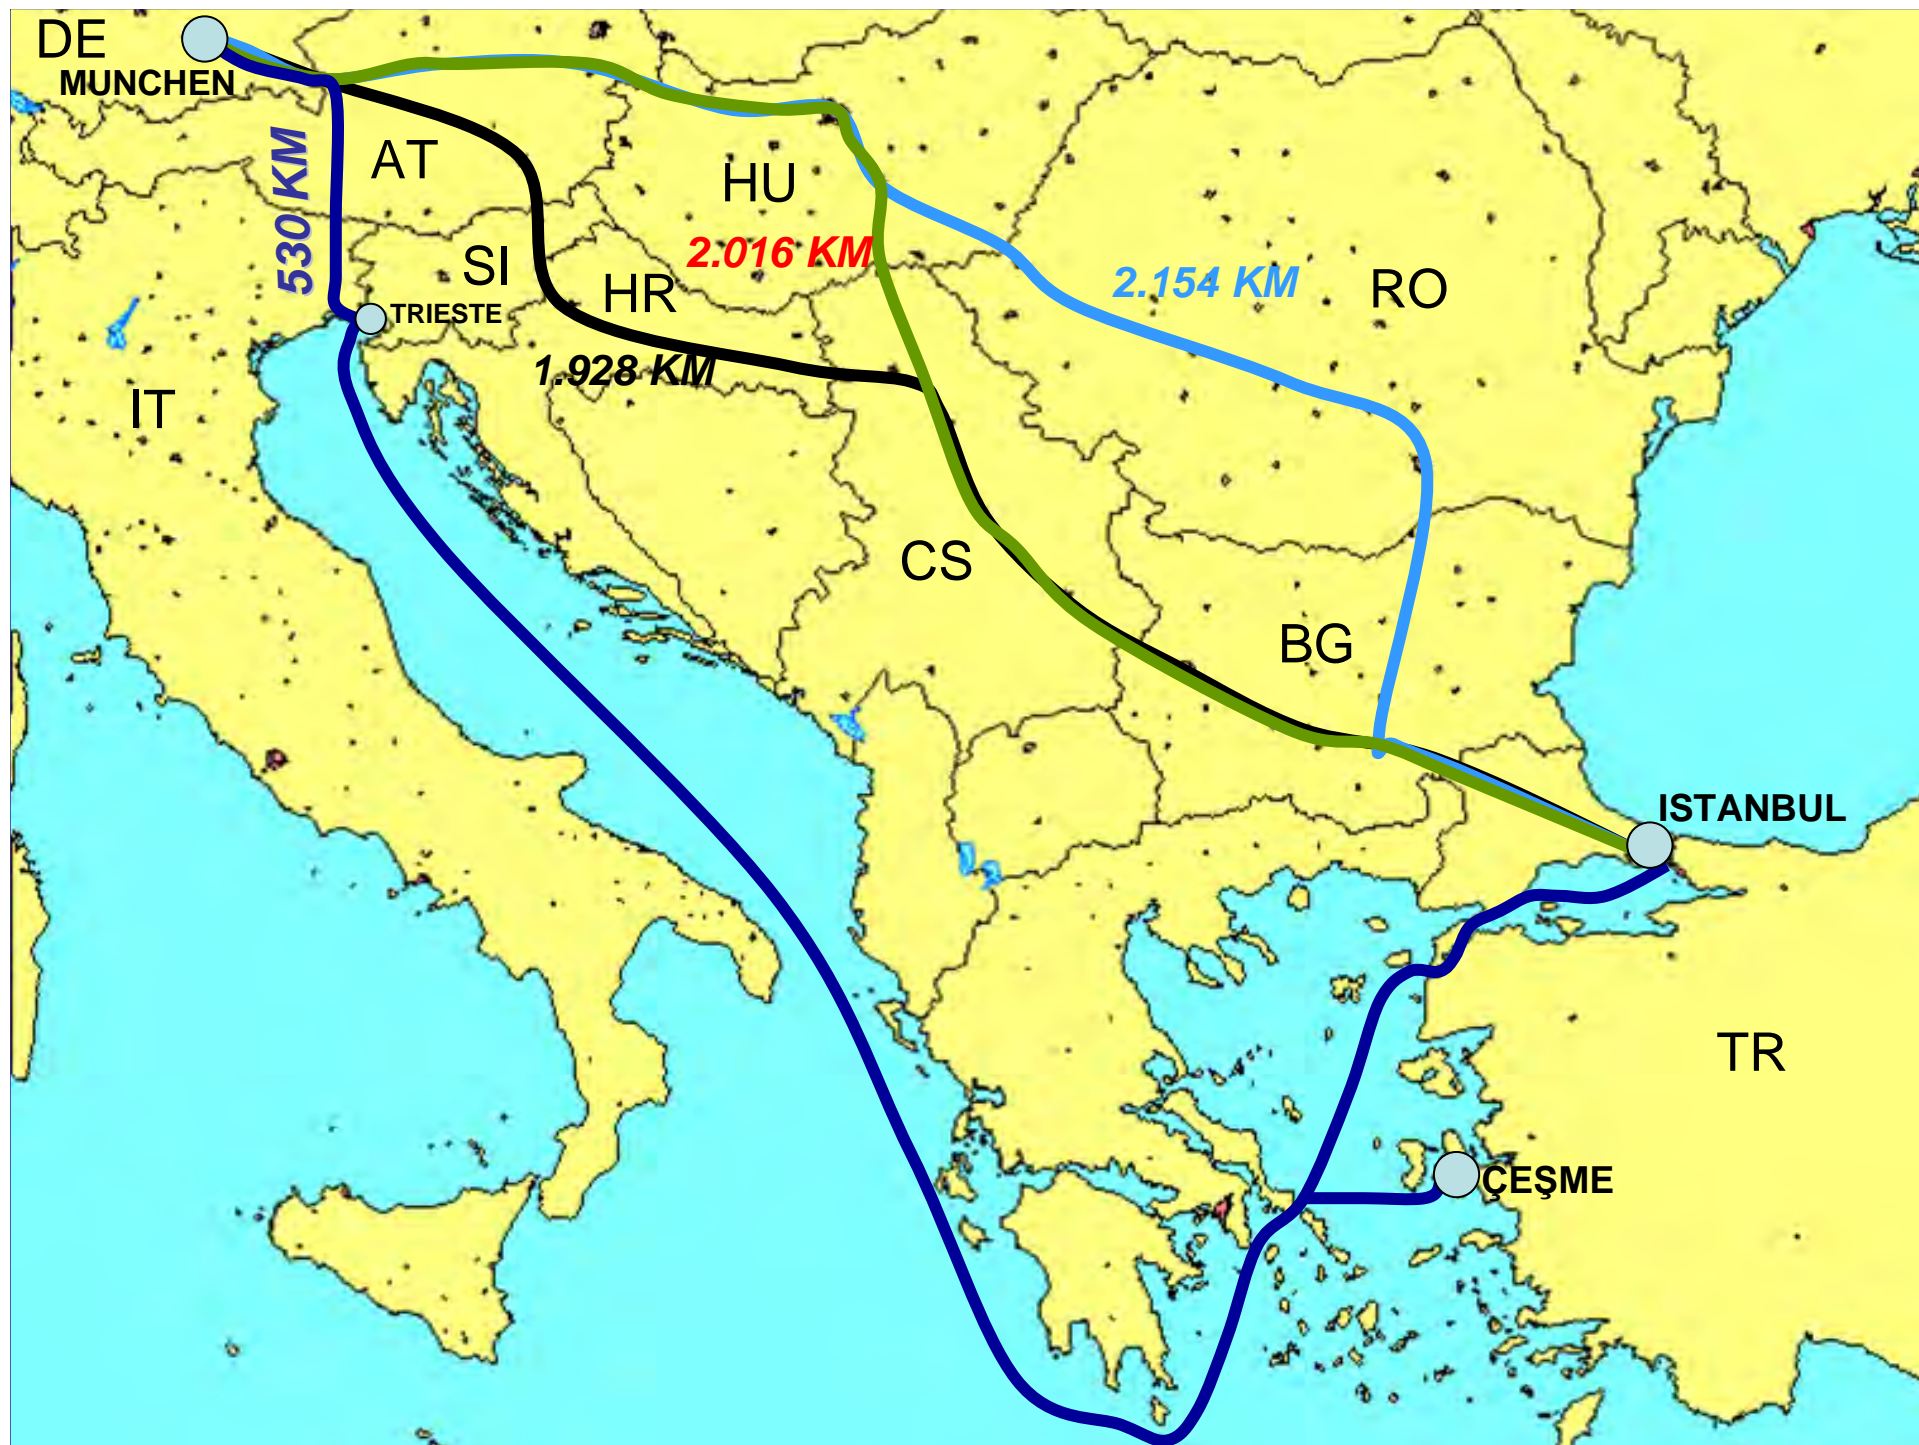 DE
MUNCHEN
530 KM
AT
HU
SI
2.016 KM
HR
2.154 KM
RO
TRIESTE
1.928 KM
IT
CS
BG
ISTANBUL
TR
ÇEŞME